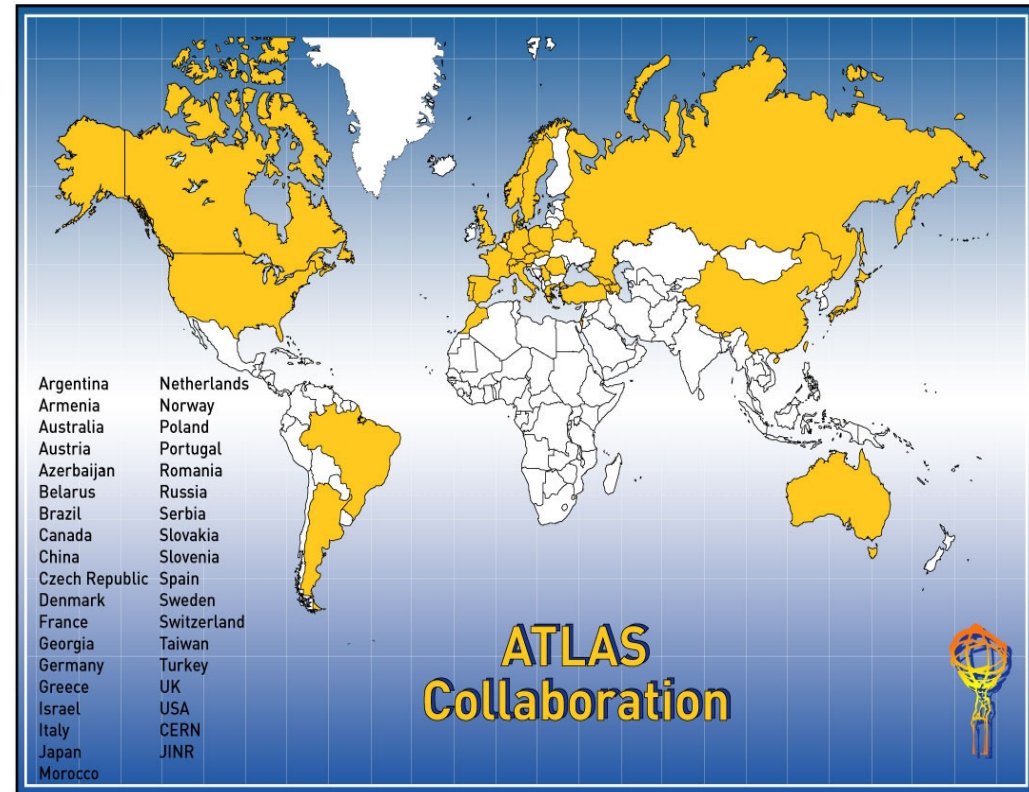 Argentina
Armenia
Australia
Austria
Azerbaijan
Belarus
Brazil
Canada
China
Czech Republic
Denmark
France
Georgia
Germany
Greece
Israel
Italy
Japan
Morocco
Netherlands
Norway
Poland
Portugal
Romania
Russia
Serbia
Slovakia
Slovenia
Spain
Sweden
Switzerland
Taiwan
Turkey
UK
USA
CERN
JINR
ATLAS
Collaboration